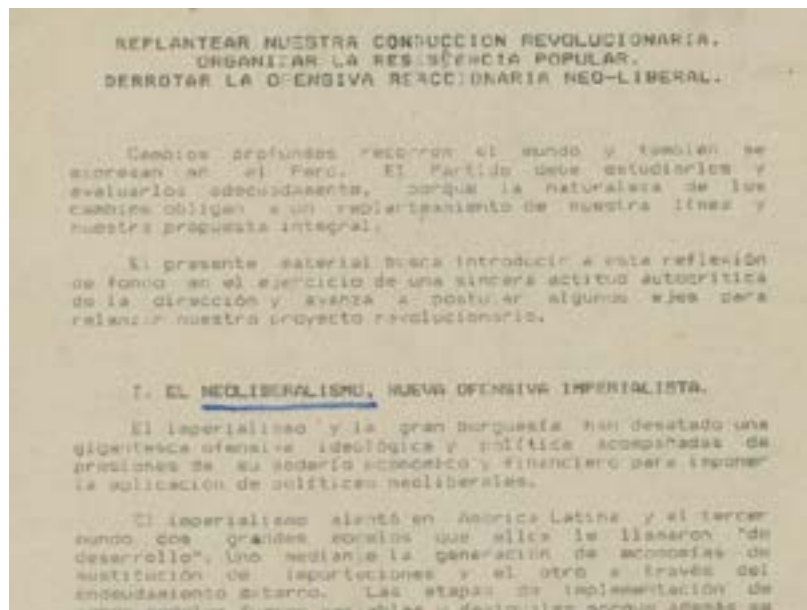 REPLANTEAR NUESTRA CONDUCCION REVOLUCIONARIA.
ORGANIZAR LA RESISTENCIA POPULAR.
DERROTAR LA OFENSIVA REACCIONARIA NEO-LIBERAL.
Cambios profundos recorren el mundo y también se
expresan en el Perú. El Partido debe estudiarlos y
evaluarlos adecuadamente, porque la naturaleza de los
cambios obligan a un replanteamiento de nuestra línea y
nuestra propuesta integral.
El presente material busca introducir a esta reflexión
de fondo en el ejercicio de una sincera actitud autocrítica
de la dirección y avanza a postular algunos ejes para
relanzar nuestro proyecto revolucionario.
I. EL NEOLIBERALISMO, NUEVA OFENSIVA IMPERIALISTA.
El imperialismo y la gran burguesía han desatado una
gigantesca ofensiva ideológica y política acompañadas de
presiones de su poderío económico y financiero para imponer
la aplicación de políticas neoliberales.
El imperialismo alentó en América Latina y el tercer
mundo dos grandes modelos que ellos le llamaron "de
desarrollo". Uno mediante la generación de economías de
sustitución de importaciones y el otro a través del
endeudamiento externo. Las etapas de implementación de